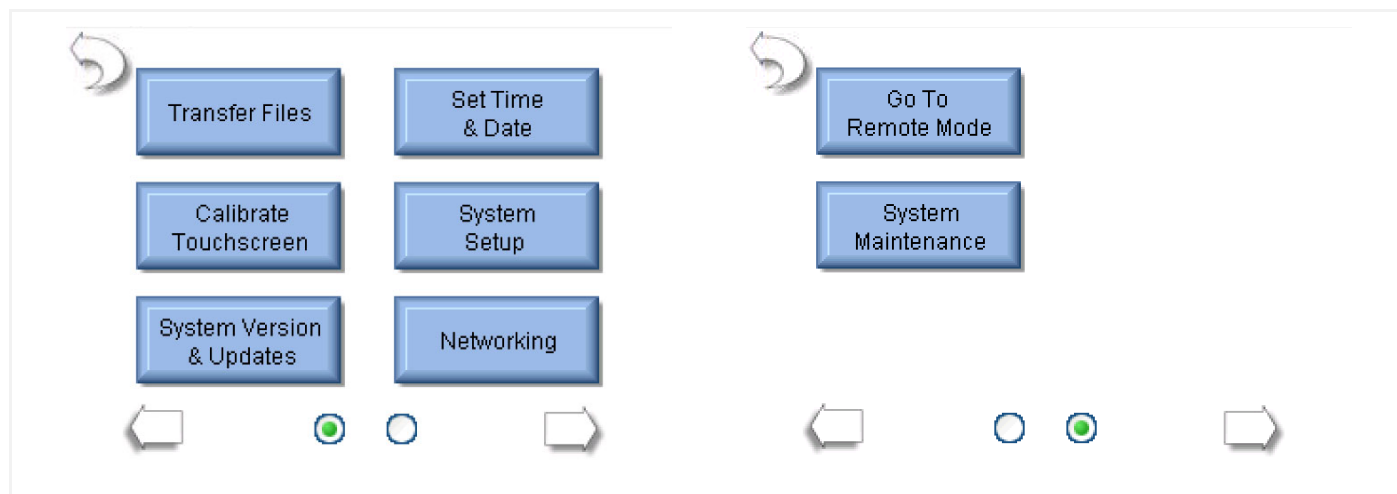 Transfer Files
Set Time
& Date
Calibrate
Touchscreen
System
Setup
System Version
& Updates
Networking
Go To
Remote Mode
System
Maintenance